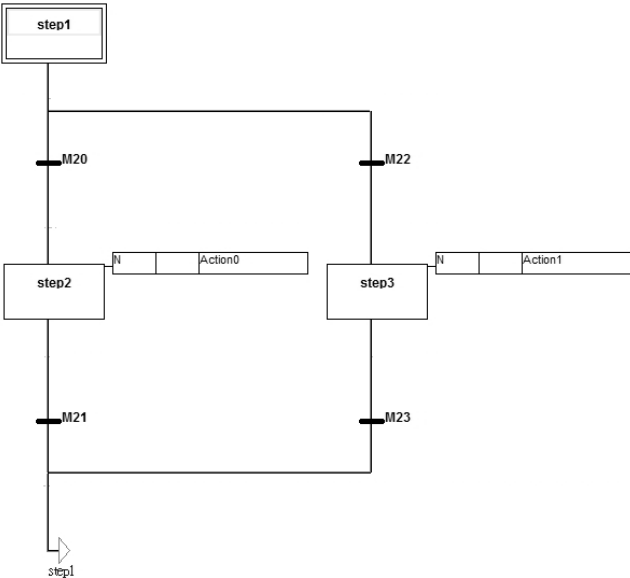 step1
M20 M22
N Action0 N Action1
step2 step3
M21 M23
step1